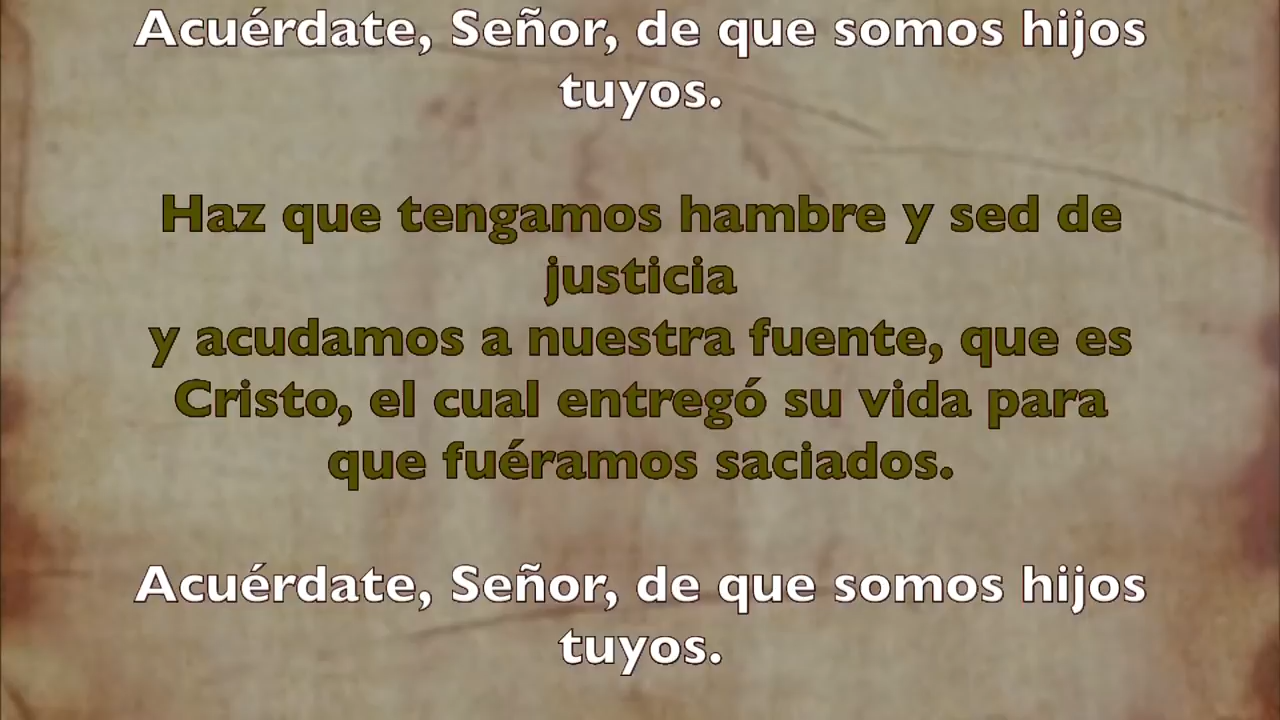 Acuérdate, Señor, de que somos hijos
tuyos.
Haz que tengamos hambre y sed de
justicia
y acudamos a nuestra fuente, que es
Cristo, el cual entregó su vida para
que fuéramos saciados.
Acuérdate, Señor, de que somos hijos
tuyos.